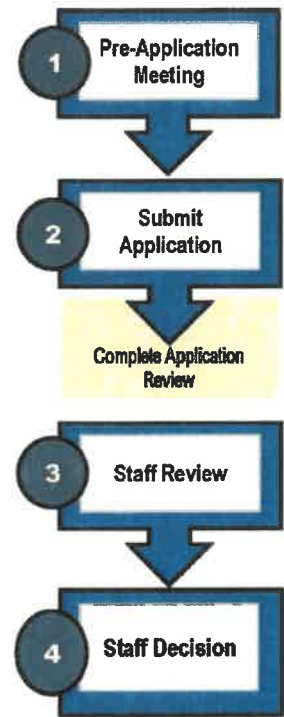 1
Pre-Application
Meeting
2
Submit
Application
Complete Application
Review
3
Staff Review
4
Staff Decision